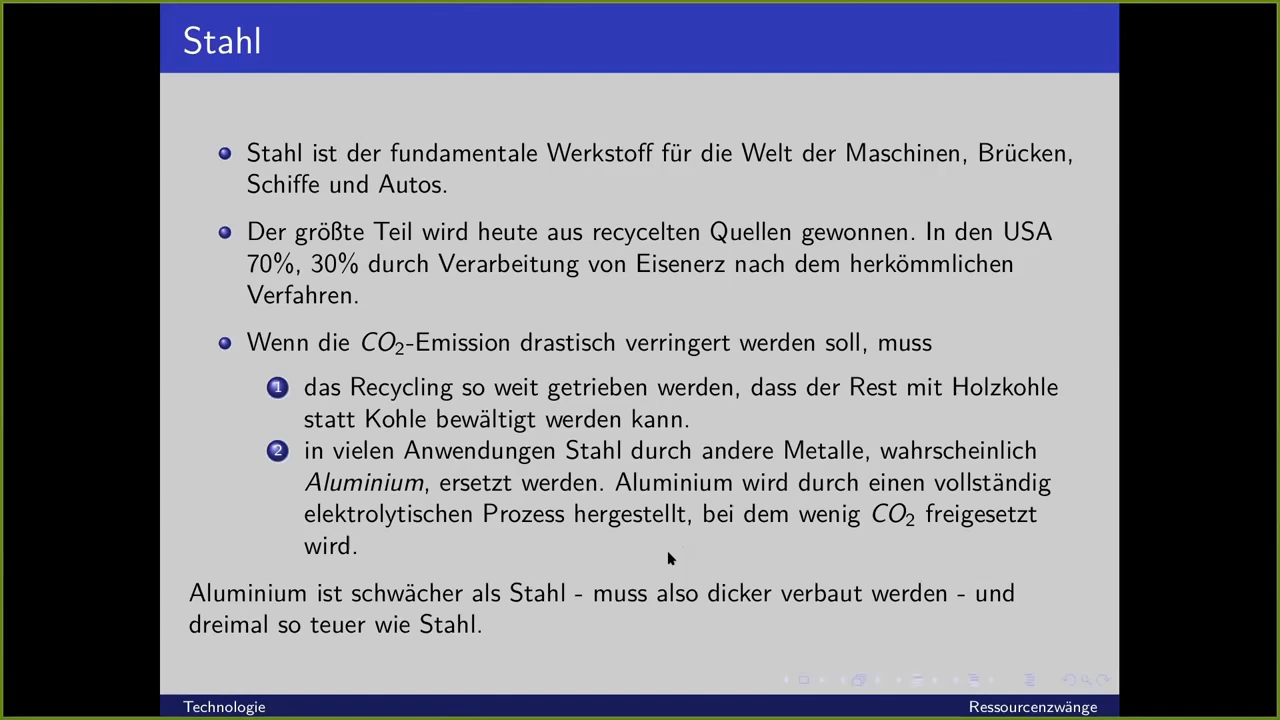 Stahl
Stahl ist der fundamentale Werkstoff für die Welt der Maschinen, Brücken,
Schiffe und Autos.
Der größte Teil wird heute aus recycelten Quellen gewonnen. In den USA
70%, 30% durch Verarbeitung von Eisenerz nach dem herkömmlichen
Verfahren.
Wenn die CO₂-Emission drastisch verringert werden soll, muss
1 das Recycling so weit getrieben werden, dass der Rest mit Holzkohle
statt Kohle bewältigt werden kann.
2 in vielen Anwendungen Stahl durch andere Metalle, wahrscheinlich
Aluminium, ersetzt werden. Aluminium wird durch einen vollständig
elektrolytischen Prozess hergestellt, bei dem wenig CO₂ freigesetzt
wird.
Aluminium ist schwächer als Stahl - muss also dicker verbaut werden - und
dreimal so teuer wie Stahl.
Technologie
Ressourcenzwänge